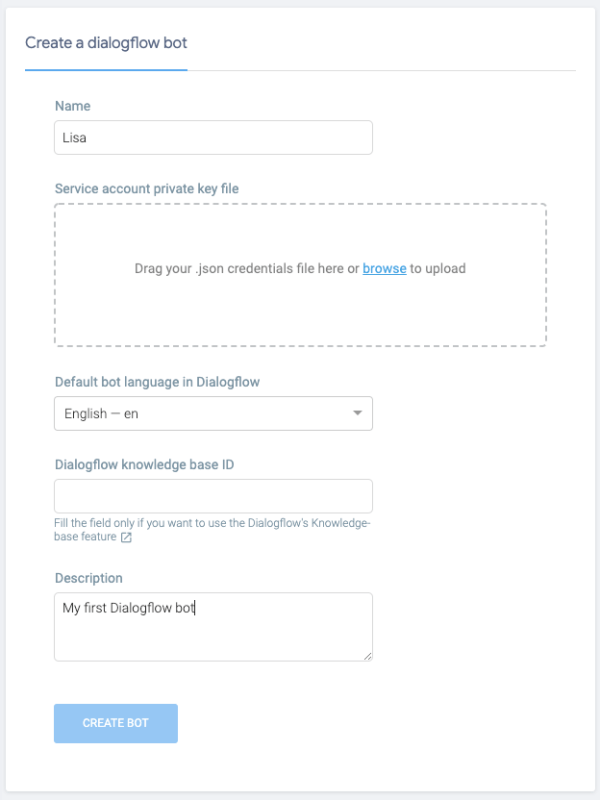 Create a dialogflow bot
Name
Lisa
Service account private key file
Drag your .json credentials file here or browse to upload
Default bot language in Dialogflow
English — en
Dialogflow knowledge base ID
Fill the field only if you want to use the Dialogflow's Knowledge-
base feature
Description
My first Dialogflow bot
CREATE BOT